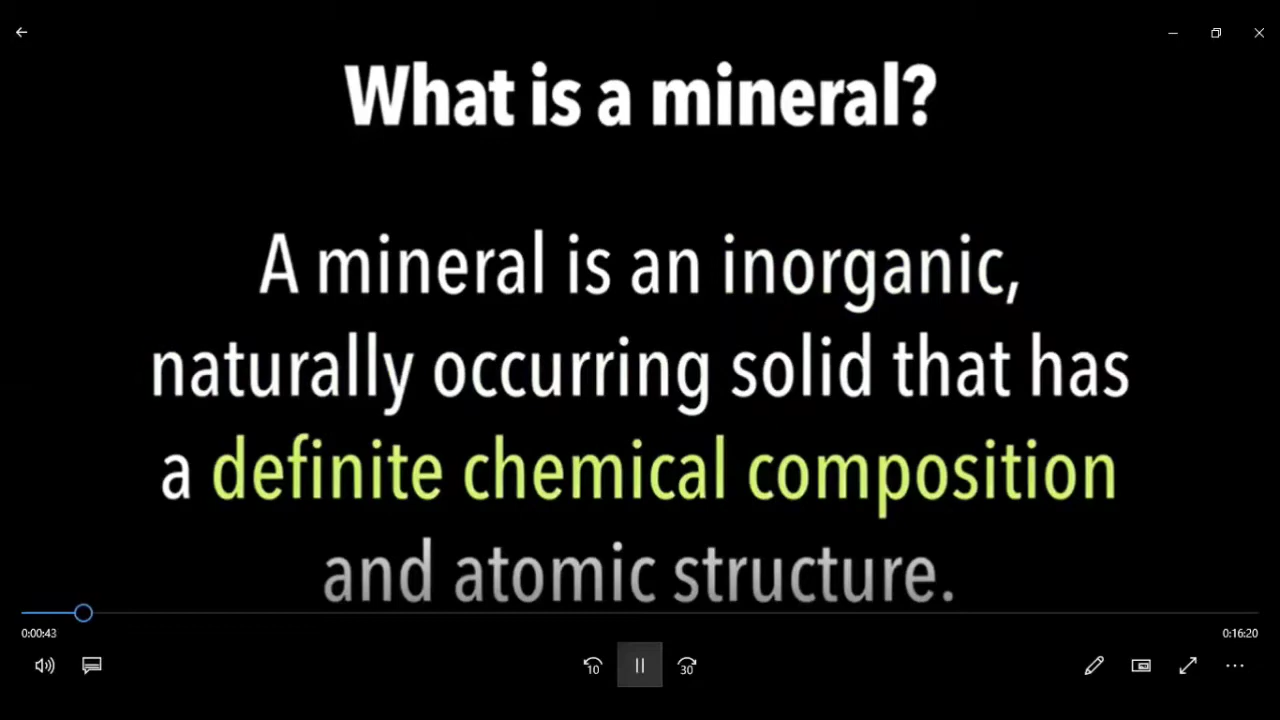 What is a mineral?
A mineral is an inorganic,
naturally occurring solid that has
a definite chemical composition
and atomic structure.
0:00:43
0:16:20
10
30